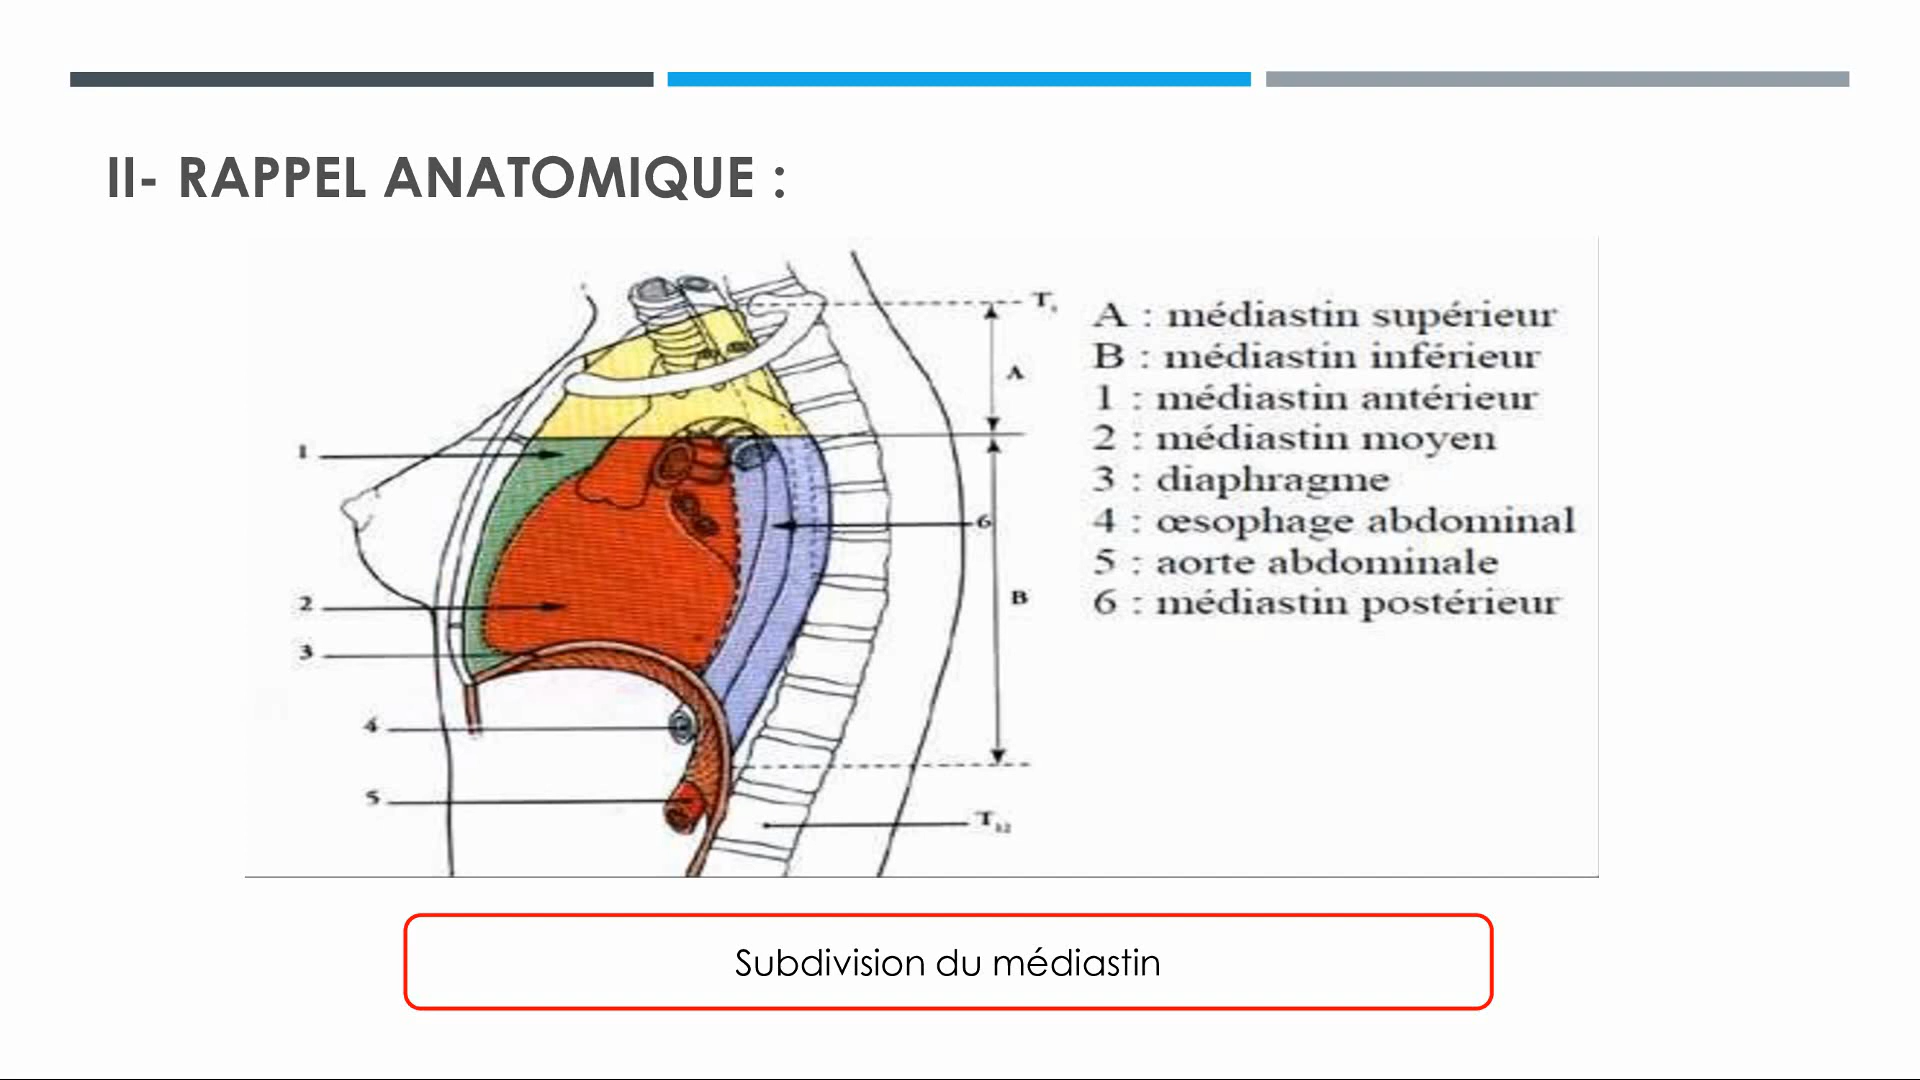 II- RAPPEL ANATOMIQUE :
T₁
A
1
6
2
B
3
4
5
T₁₂
A : médiastin supérieur
B : médiastin inférieur
1 : médiastin antérieur
2 : médiastin moyen
3 : diaphragme
4 : œsophage abdominal
5 : aorte abdominale
6 : médiastin postérieur
Subdivision du médiastin